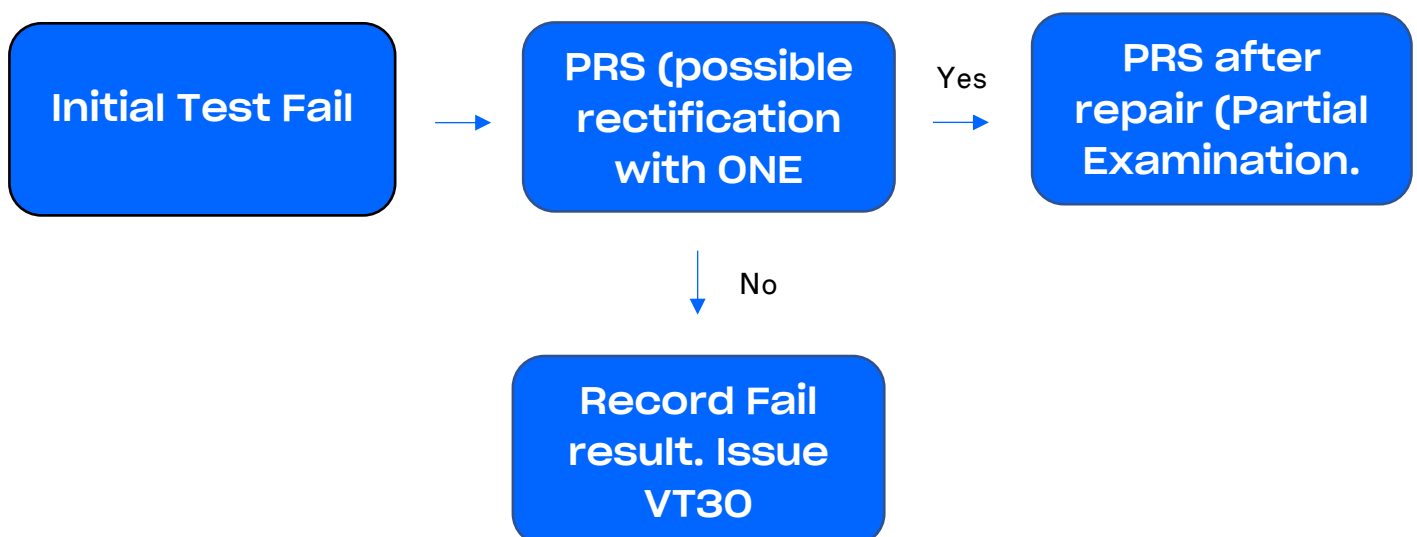 Initial Test Fail
PRS (possible
rectification
with ONE
Yes
PRS after
repair (Partial
Examination.
No
Record Fail
result. Issue
VT30